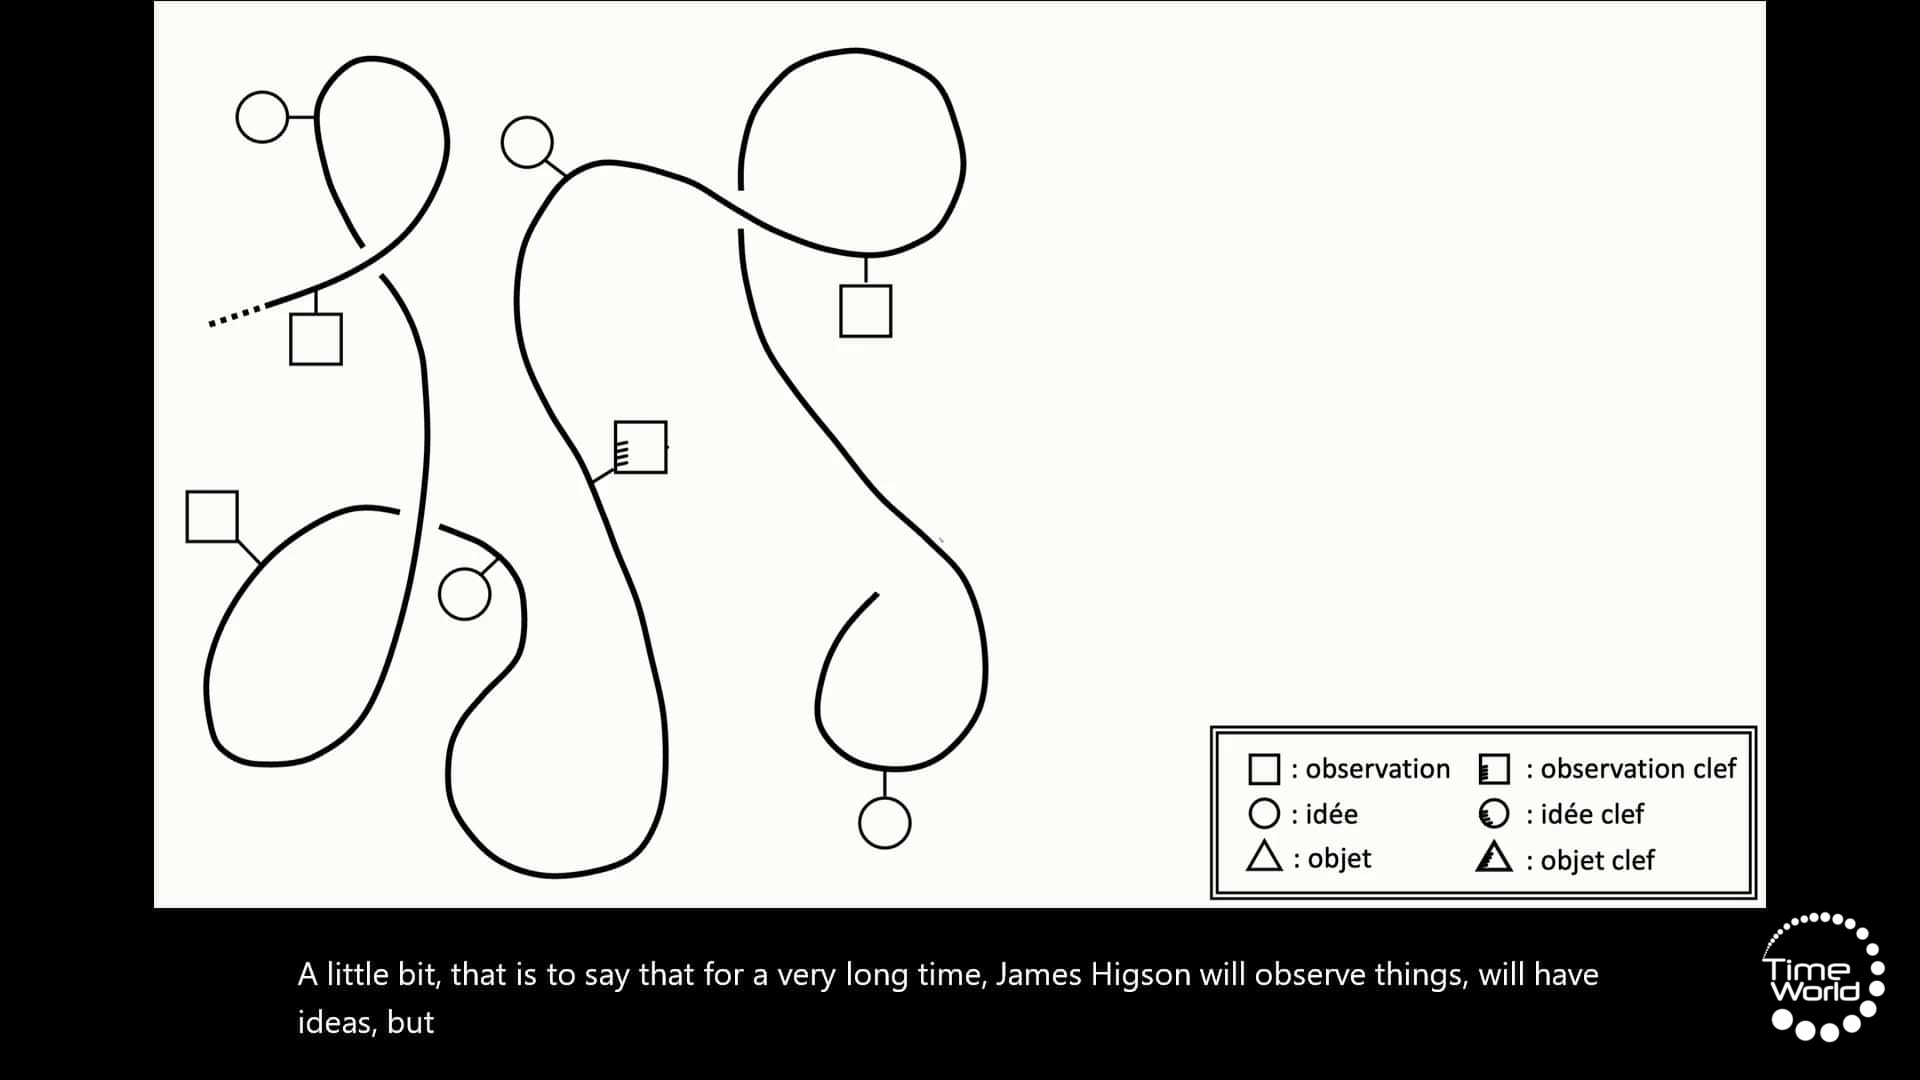 : observation
: observation clef
: idée
: idée clef
: objet
: objet clef
A little bit, that is to say that for a very long time, James Higson will observe things, will have
ideas, but
Time
World